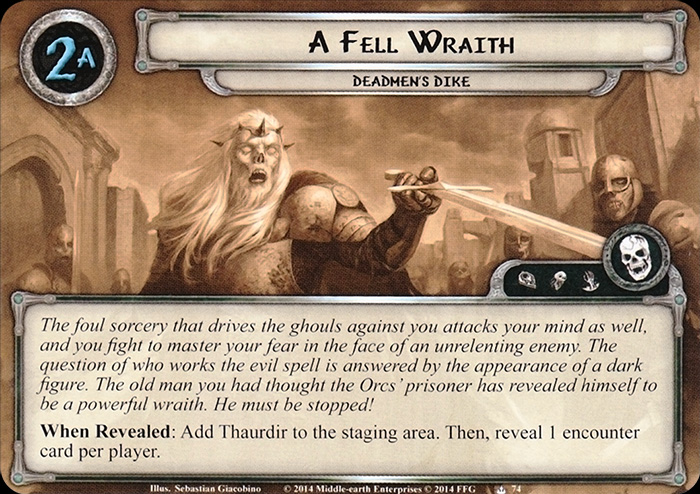 2A
A Fell Wraith
Deadmen's Dike
The foul sorcery that drives the ghouls against you attacks your mind as well,
and you fight to master your fear in the face of an unrelenting enemy. The
question of who works the evil spell is answered by the appearance of a dark
figure. The old man you had thought the Orcs' prisoner has revealed himself to
be a powerful wraith. He must be stopped!
When Revealed: Add Thaurdir to the staging area. Then, reveal 1 encounter
card per player.
Illus. Sebastian Giacobino © 2014 Middle-earth Enterprises © 2014 FFG 74